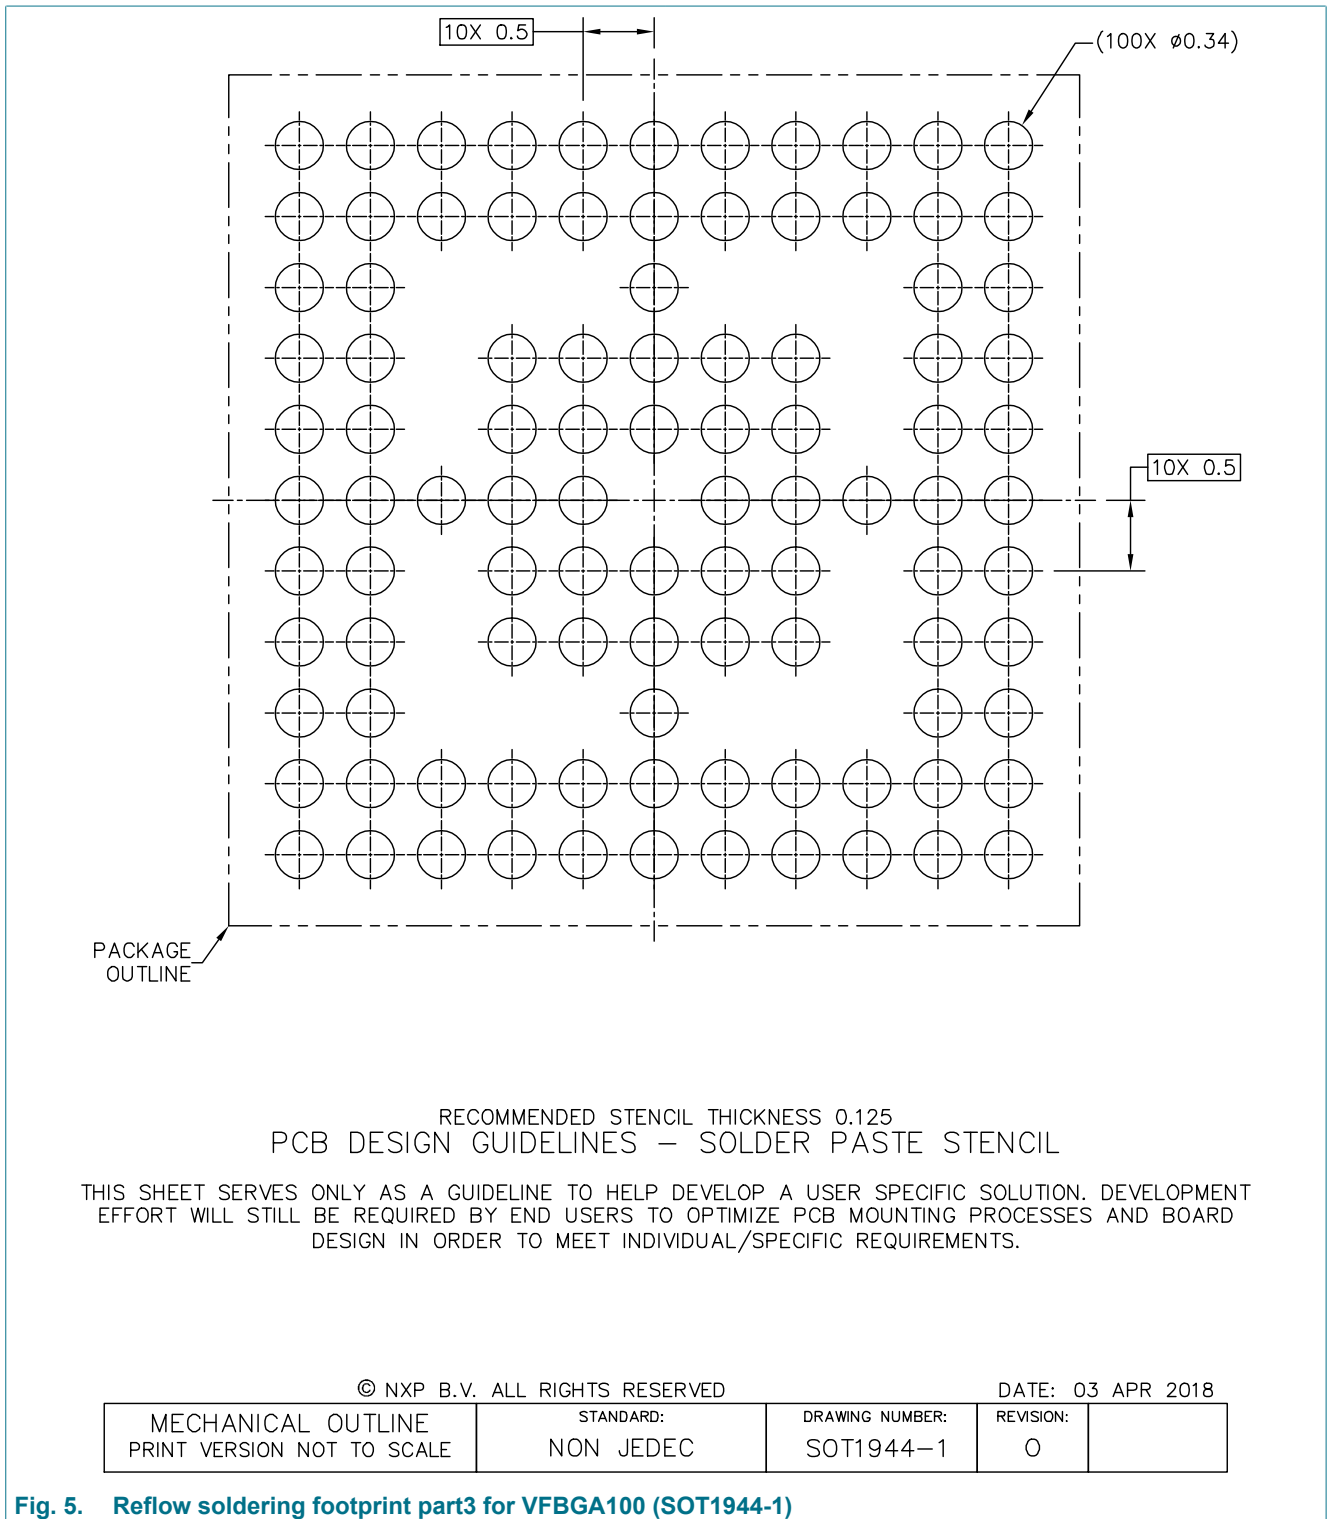 10X 0.5
(100X ø0.34)
10X 0.5
PACKAGE
OUTLINE
RECOMMENDED STENCIL THICKNESS 0.125
PCB DESIGN GUIDELINES – SOLDER PASTE STENCIL
THIS SHEET SERVES ONLY AS A GUIDELINE TO HELP DEVELOP A USER SPECIFIC SOLUTION. DEVELOPMENT
EFFORT WILL STILL BE REQUIRED BY END USERS TO OPTIMIZE PCB MOUNTING PROCESSES AND BOARD
DESIGN IN ORDER TO MEET INDIVIDUAL/SPECIFIC REQUIREMENTS.
© NXP B.V. ALL RIGHTS RESERVED
DATE: 03 APR 2018
MECHANICAL OUTLINE
PRINT VERSION NOT TO SCALE
STANDARD:
NON JEDEC
DRAWING NUMBER:
SOT1944–1
REVISION:
O
Fig. 5. Reflow soldering footprint part3 for VFBGA100 (SOT1944-1)